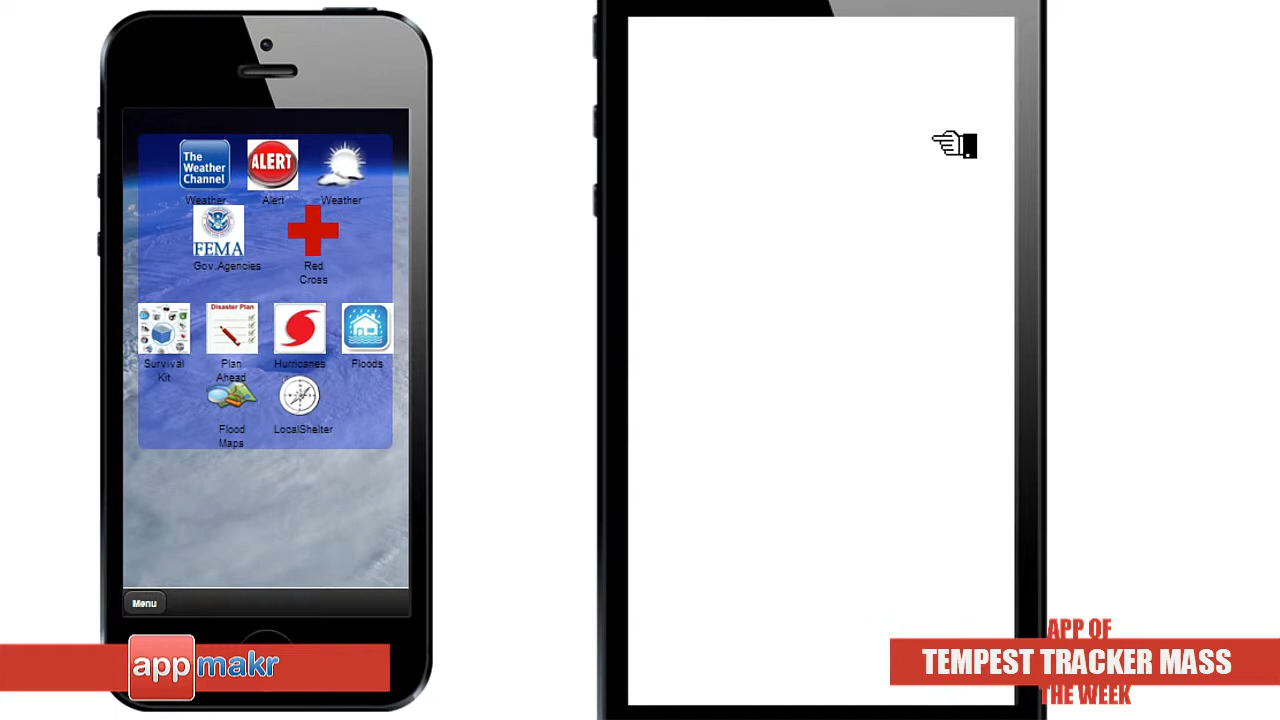 The
Weather
Channel
ALERT
Weather
Alert
Weather
FEMA
Gov.Agencies
Red
Cross
Disaster Plan
Survival
Kit
Plan
Ahead
Hurricanes
Floods
Flood
Maps
LocalShelter
Menu
appmakr
APP OF
TEMPEST TRACKER MASS
THE WEEK